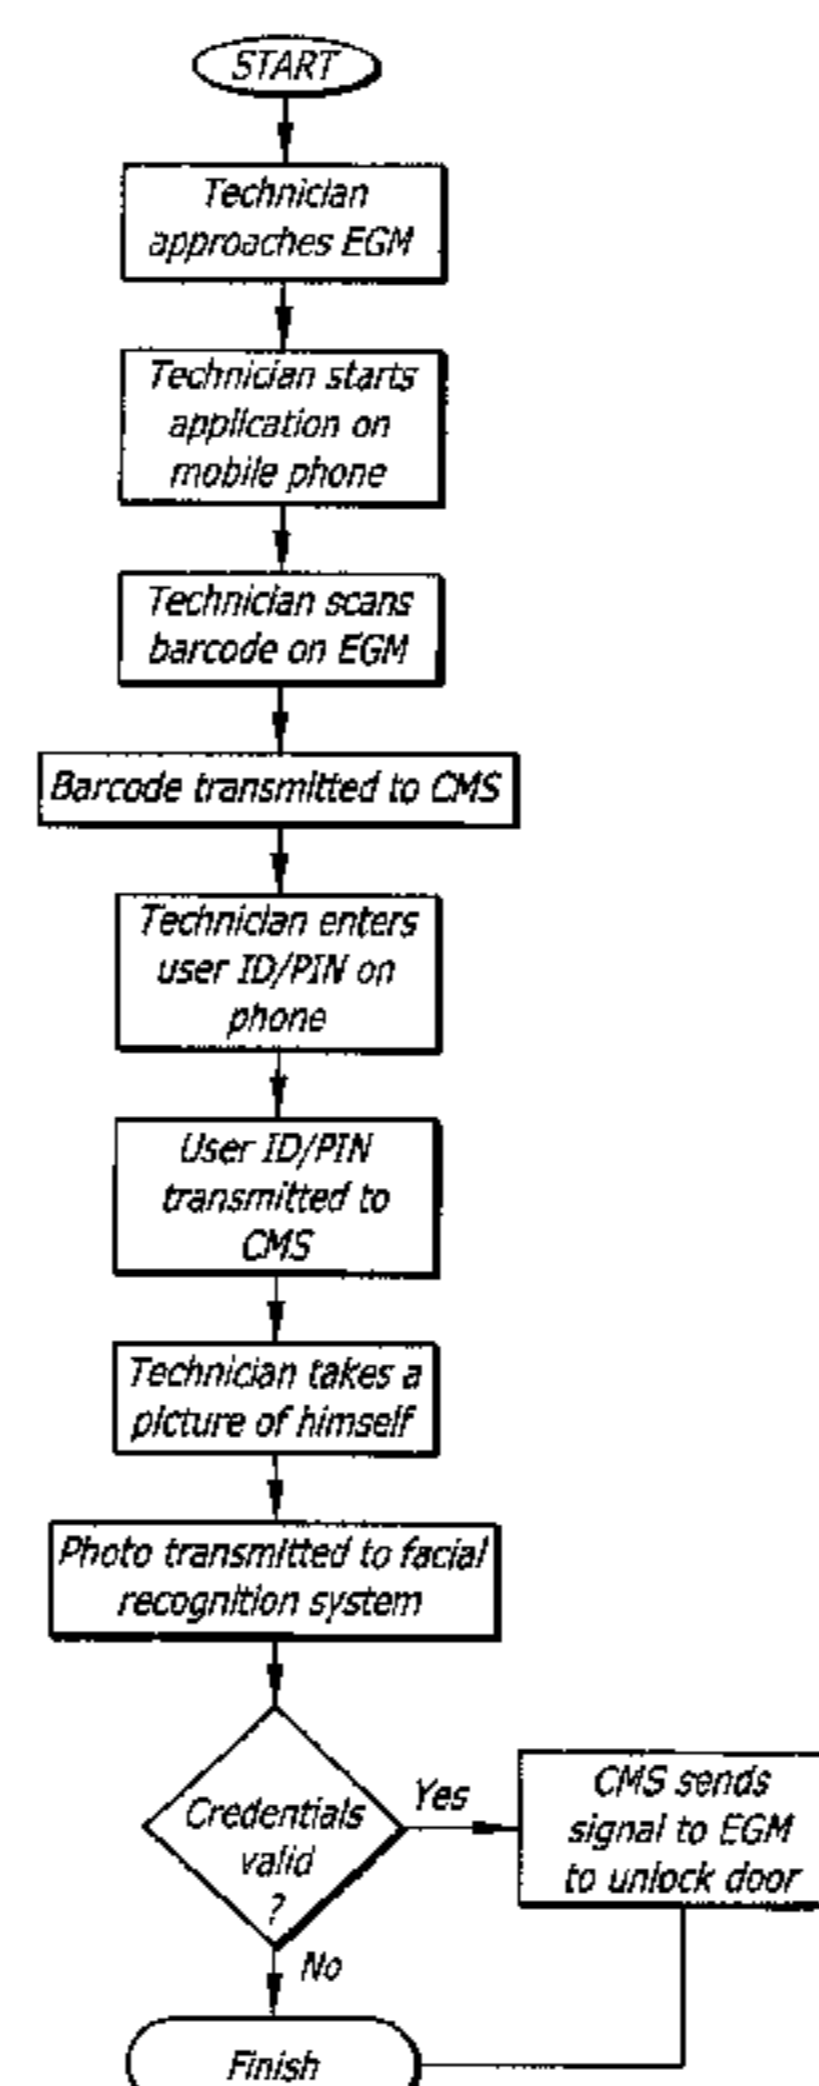 START
Technician
approaches EGM
Technician starts
application on
mobile phone
Technician scans
barcode on EGM
Barcode transmitted to CMS
Technician enters
user ID/PIN on
phone
User ID/PIN
transmitted to
CMS
Technician takes a
picture of himself
Photo transmitted to facial
recognition system
Credentials
valid
?
Yes
CMS sends
signal to EGM
to unlock door
No
Finish